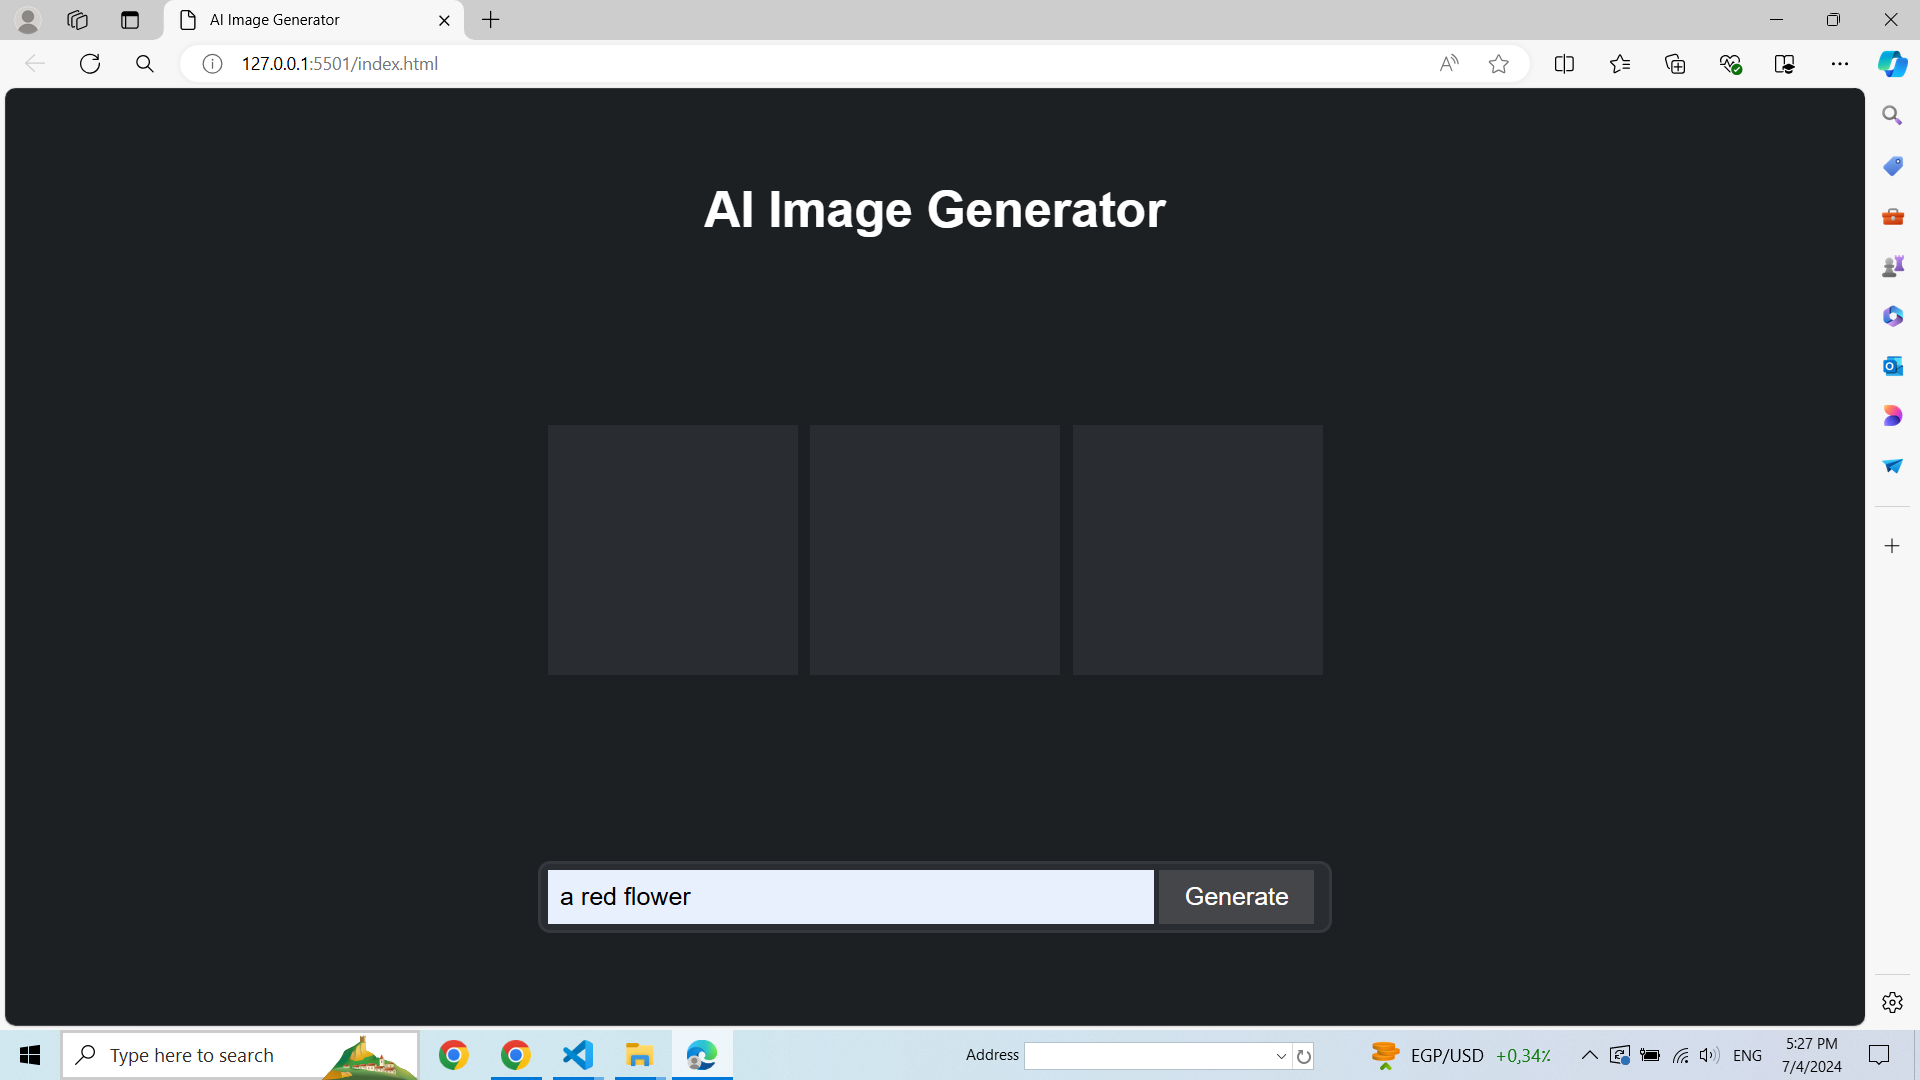 AI Image Generator
127.0.0.1:5501/index.html
AI Image Generator
a red flower
Generate
Type here to search
Address
EGP/USD +0,34%
ENG
5:27 PM
7/4/2024